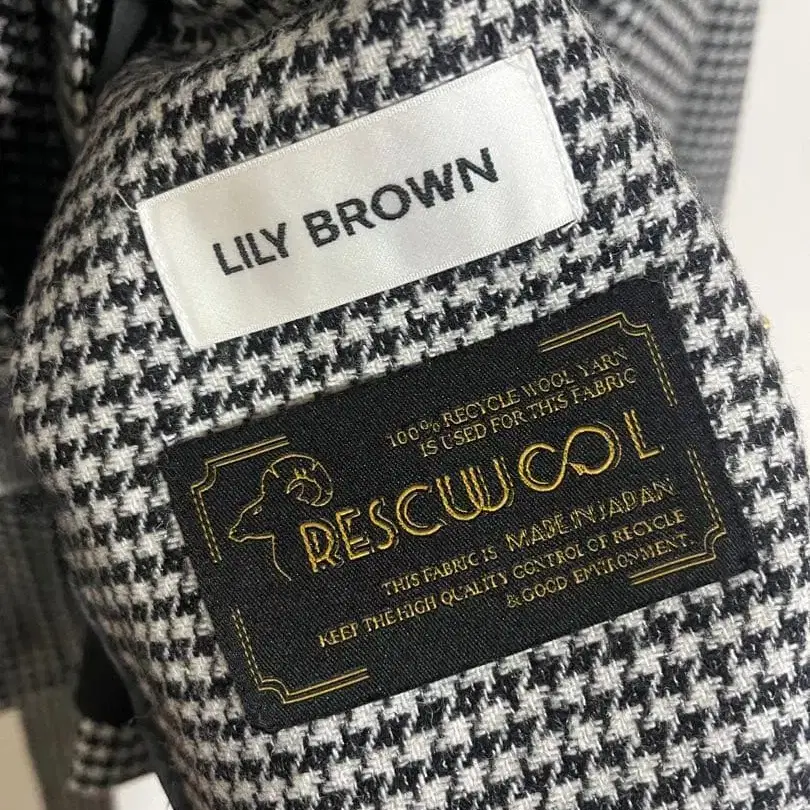 LILY BROWN
100% RECYCLE WOOL YARN
IS USED FOR THIS FABRIC
RESCWOOL
THIS FABRIC IS MADE IN JAPAN
KEEP THE HIGH QUALITY CONTROL OF RECYCLE
& GOOD ENVIRONMENT.